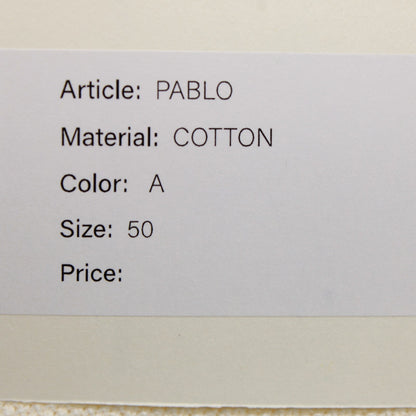 Article: PABLO
Material: COTTON
Color: A
Size: 50
Price: